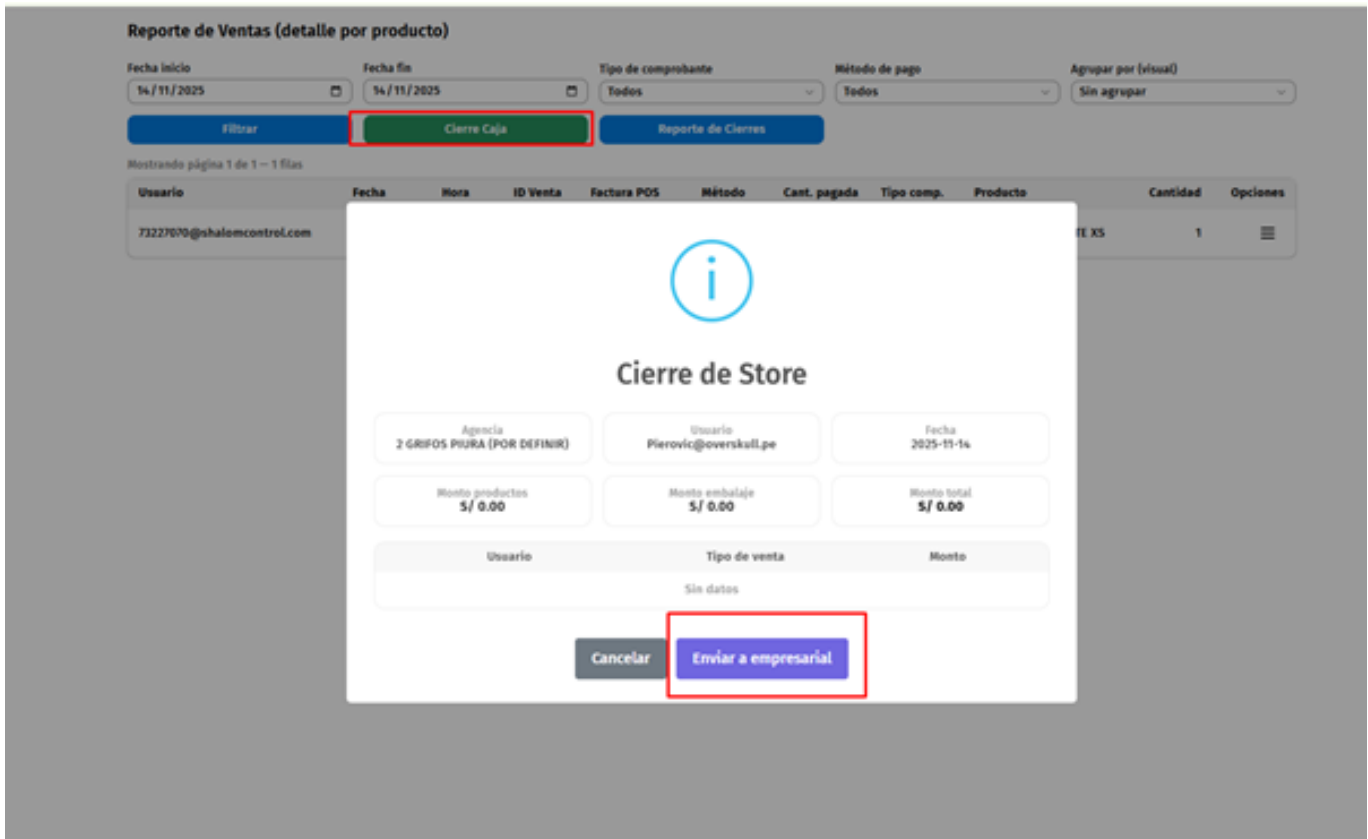 Reporte de Ventas (detalle por producto)
Fecha inicio Fecha fin Tipo de comprobante Método de pago Agrupar por (visual)
14/11/2025 14/11/2025 Todos Todos Sin agrupar
Filtrar Cierre Caja Reporte de Cierres
Mostrando página 1 de 1 — 1 filas
Usuario Fecha Hora ID Venta Factura POS Método Cant. pagada Tipo comp. Producto Cantidad Opciones
73227070@shalomcontrol.com TE XS 1
i
Cierre de Store
Agencia Usuario Fecha
2 GRIFOS PIURA (POR DEFINIR) Pierovic@overskull.pe 2025-11-14
Monto productos Monto embalaje Monto total
S/ 0.00 S/ 0.00 S/ 0.00
Usuario Tipo de venta Monto
Sin datos
Cancelar Enviar a empresarial